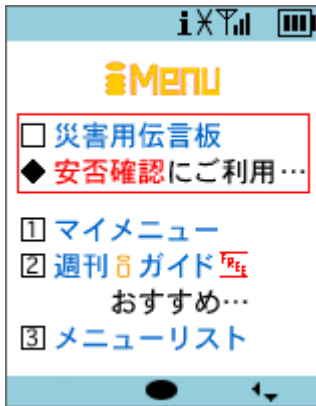 iMenu
□ 災害用伝言板
◆ 安否確認にご利用…
1 マイメニュー
2 週刊iガイド FREE
おすすめ…
3 メニューリスト